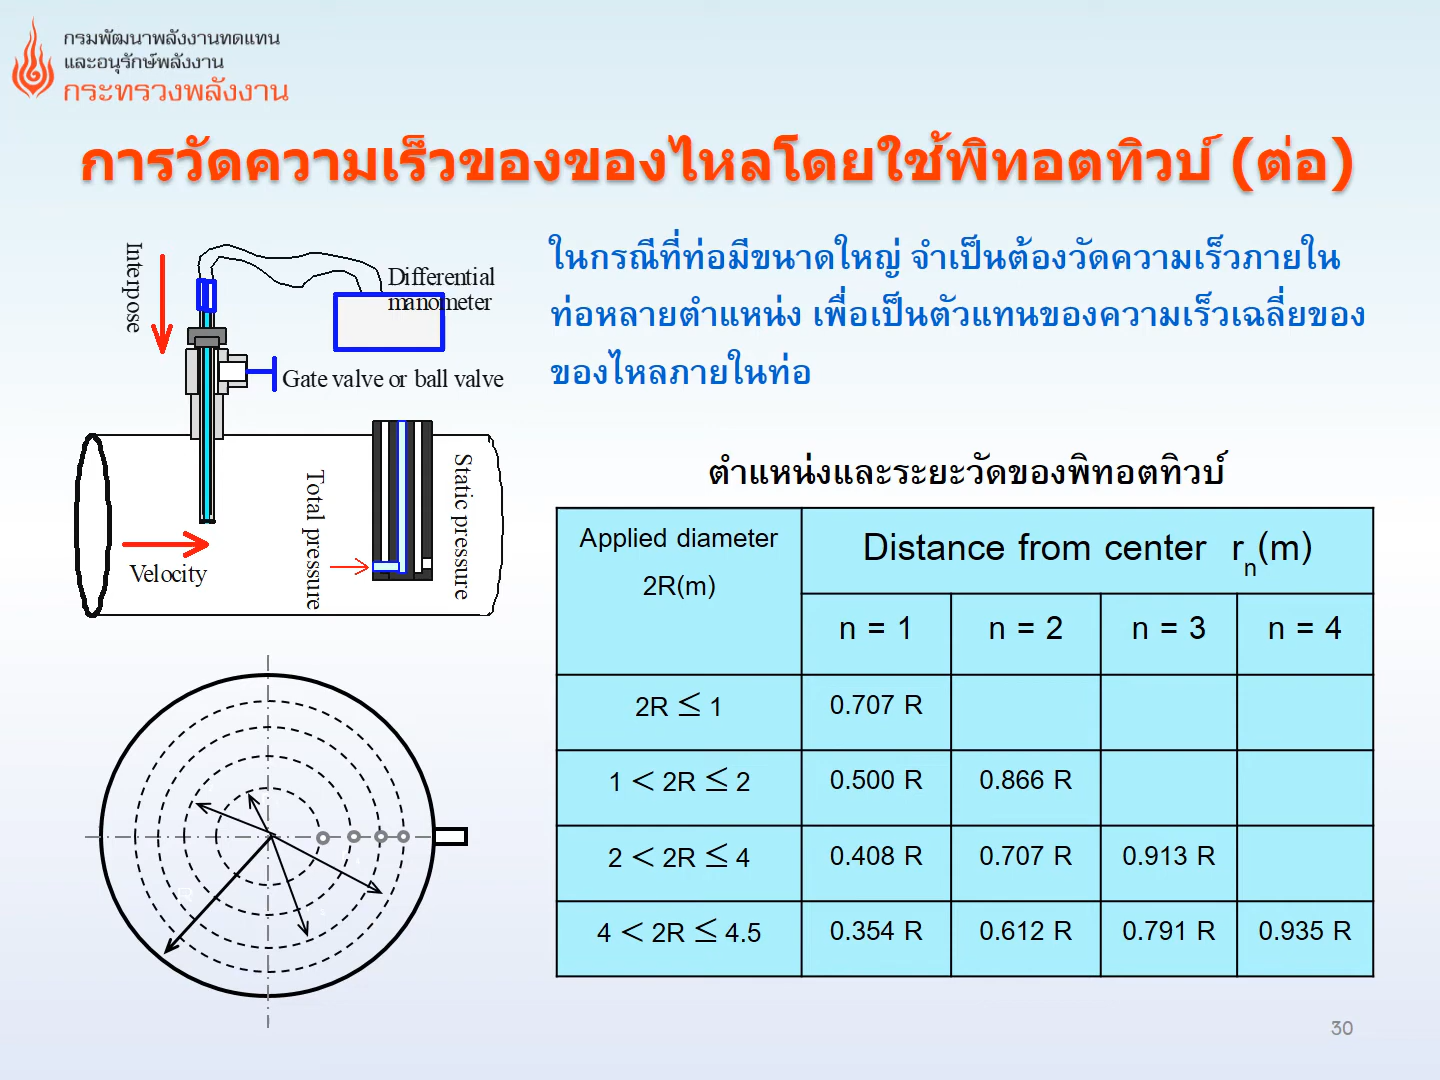 กรมพัฒนาพลังงานทดแทน
และอนุรักษ์พลังงาน
กระทรวงพลังงาน
การวัดความเร็วของของไหลโดยใช้พิทอตทิวบ์ (ต่อ)
Interpose
Differential
manometer
Gate valve or ball valve
Velocity
Total pressure
Static pressure
ในกรณีที่ท่อมีขนาดใหญ่ จำเป็นต้องวัดความเร็วภายใน
ท่อหลายตำแหน่ง เพื่อเป็นตัวแทนของความเร็วเฉลี่ยของ
ของไหลภายในท่อ
ตำแหน่งและระยะวัดของพิทอตทิวบ์
Applied diameter
2R(m)
Distance from center rn(m)
n = 1 n = 2 n = 3 n = 4
2R ≤ 1 0.707 R
1 < 2R ≤ 2 0.500 R 0.866 R
2 < 2R ≤ 4 0.408 R 0.707 R 0.913 R
4 < 2R ≤ 4.5 0.354 R 0.612 R 0.791 R 0.935 R
R
30